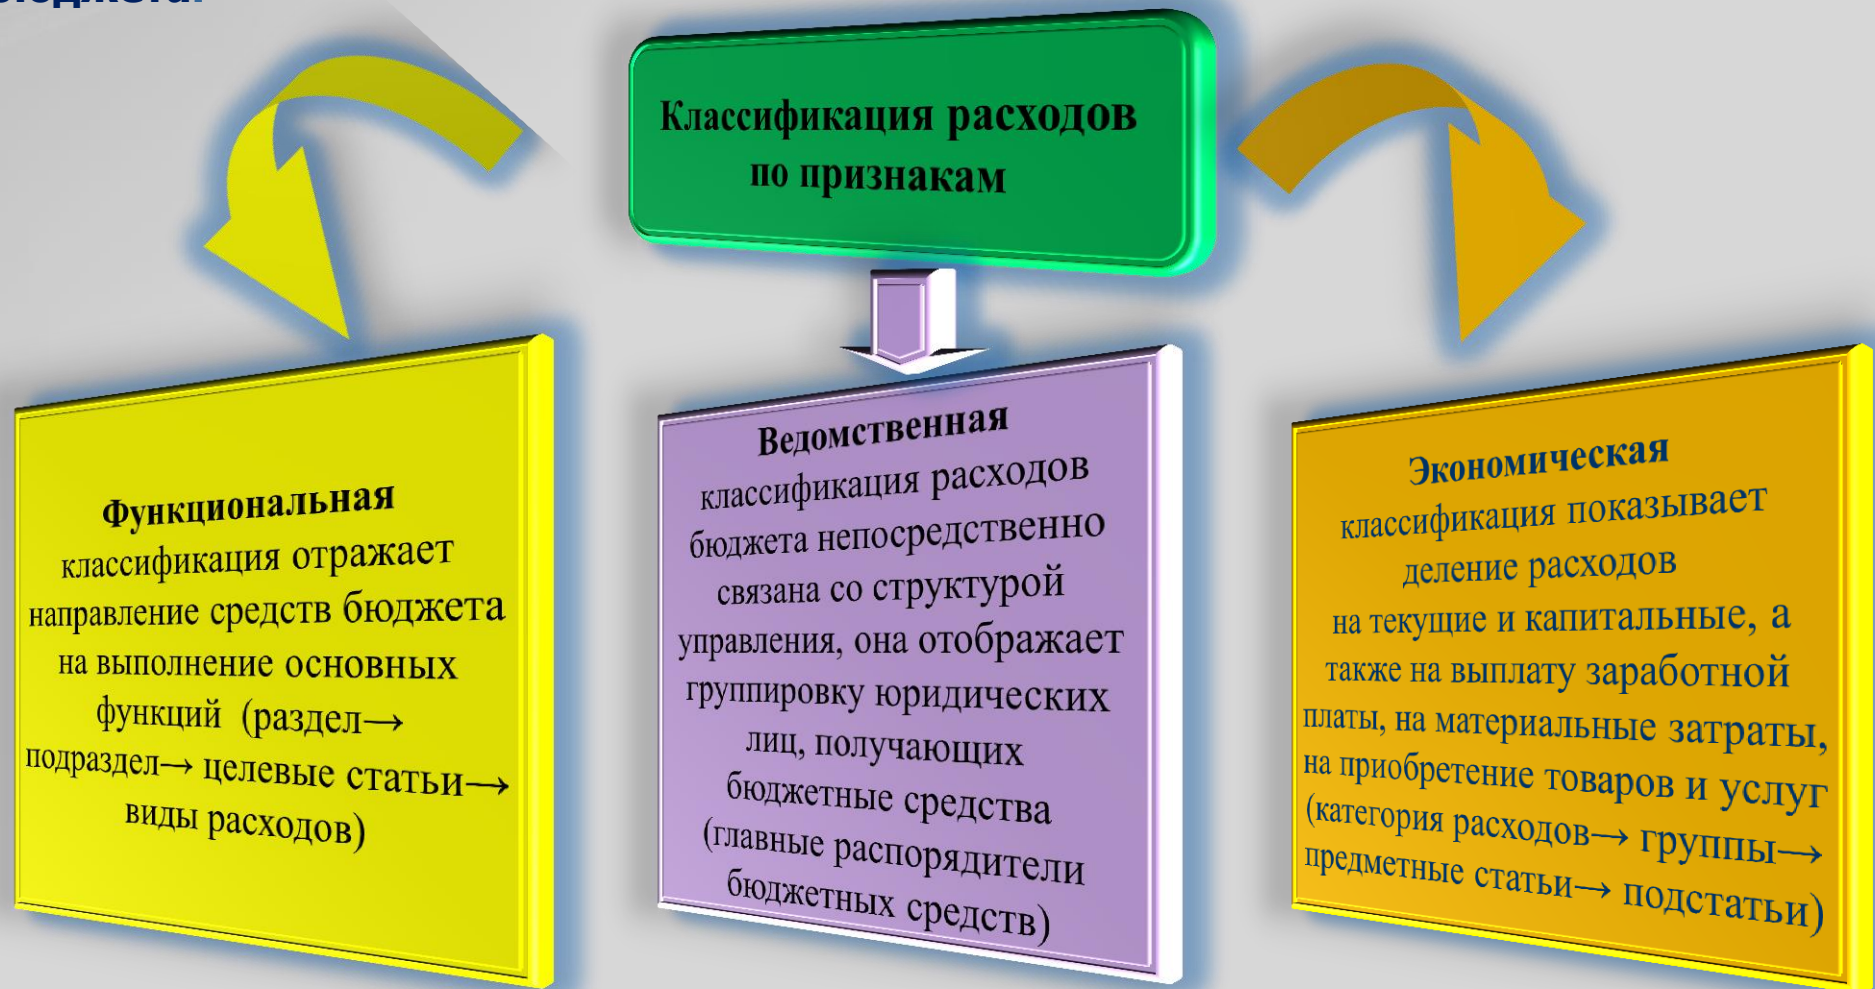 бюджета.
Классификация расходов
по признакам
Функциональная
классификация отражает
направление средств бюджета
на выполнение основных
функций (раздел→
подраздел→ целевые статьи→
виды расходов)
Ведомственная
классификация расходов
бюджета непосредственно
связана со структурой
управления, она отображает
группировку юридических
лиц, получающих
бюджетные средства
(главные распорядители
бюджетных средств)
Экономическая
классификация показывает
деление расходов
на текущие и капитальные, а
также на выплату заработной
платы, на материальные затраты,
на приобретение товаров и услуг
(категория расходов→ группы→
предметные статьи→ подстатьи)